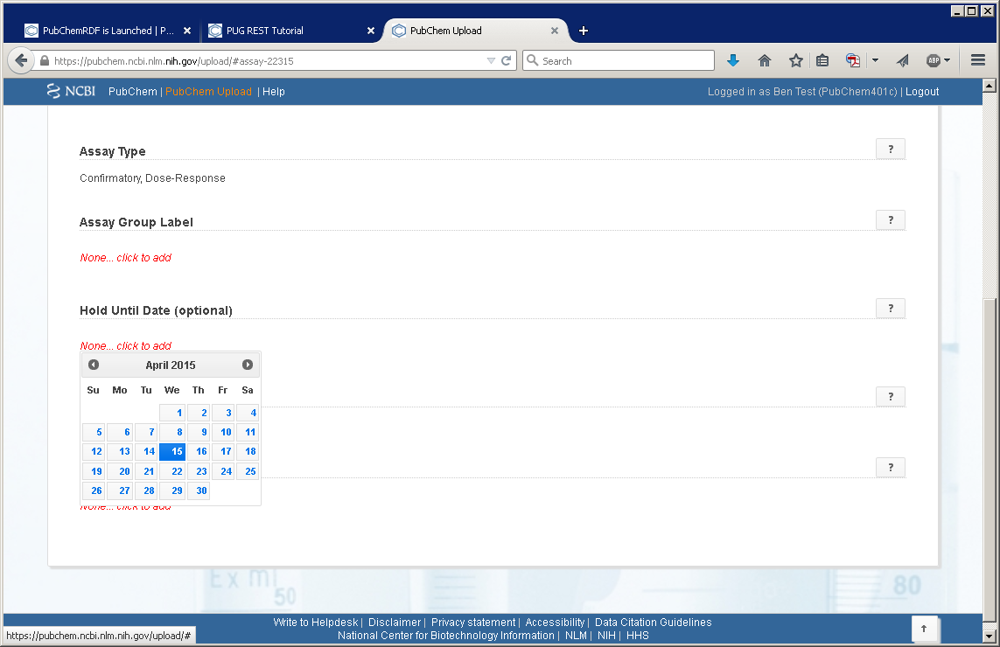 PubChemRDF is Launched | P... PUG REST Tutorial PubChem Upload
https://pubchem.ncbi.nlm.nih.gov/upload/#assay-22315 Search ABP
NCBI PubChem | PubChem Upload | Help Logged in as Ben Test (PubChem401c) | Logout
Assay Type ?
Confirmatory, Dose-Response
Assay Group Label ?
None... click to add
Hold Until Date (optional) ?
None... click to add
April 2015
Su Mo Tu We Th Fr Sa
?
1 2 3 4
5 6 7 8 9 10 11
12 13 14 15 16 17 18
?
19 20 21 22 23 24 25
26 27 28 29 30
None... click to add
Ex ml
50
80
Write to Helpdesk | Disclaimer | Privacy statement | Accessibility | Data Citation Guidelines
National Center for Biotechnology Information | NLM | NIH | HHS
https://pubchem.ncbi.nlm.nih.gov/upload/#